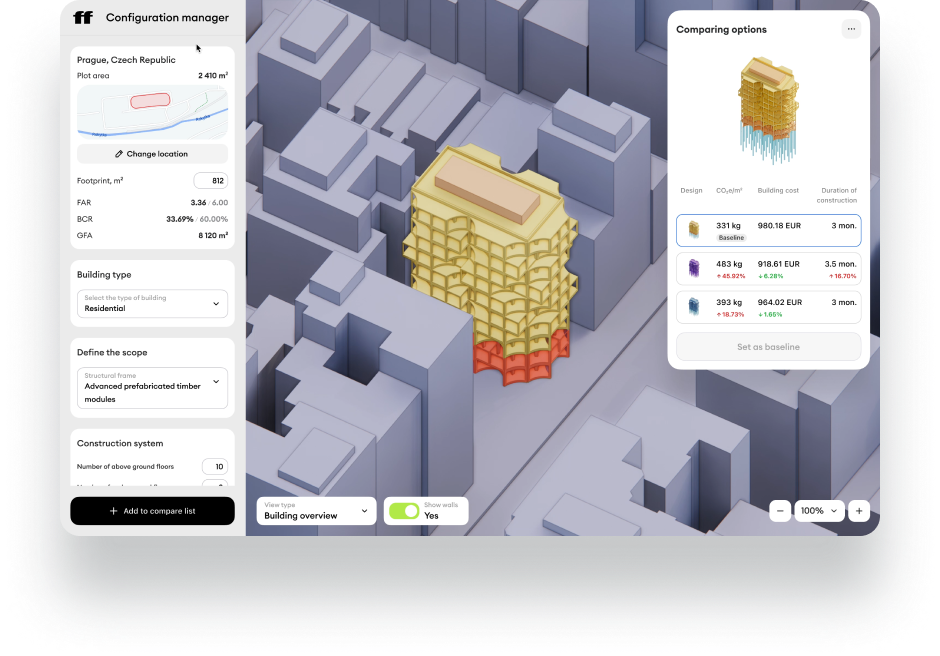 ff Configuration manager
Prague, Czech Republic
Plot area 2 410 m²
Change location
Footprint, m² 812
FAR 3.36 / 6.00
BCR 33.69% / 60.00%
GFA 8 120 m²
Building type
Select the type of building
Residential
Define the scope
Structural frame
Advanced prefabricated timber
modules
Construction system
Number of above ground floors 10
+ Add to compare list
View type
Building overview
Show walls
Yes
Comparing options
Design CO₂e/m² Building cost Duration of
construction
331 kg 980.18 EUR 3 mon.
Baseline
483 kg 918.61 EUR 3.5 mon.
↑ 45.92% ↓ 6.28% ↑ 16.70%
393 kg 964.02 EUR 3 mon.
↑ 18.73% ↓ 1.65%
Set as baseline
− 100% +